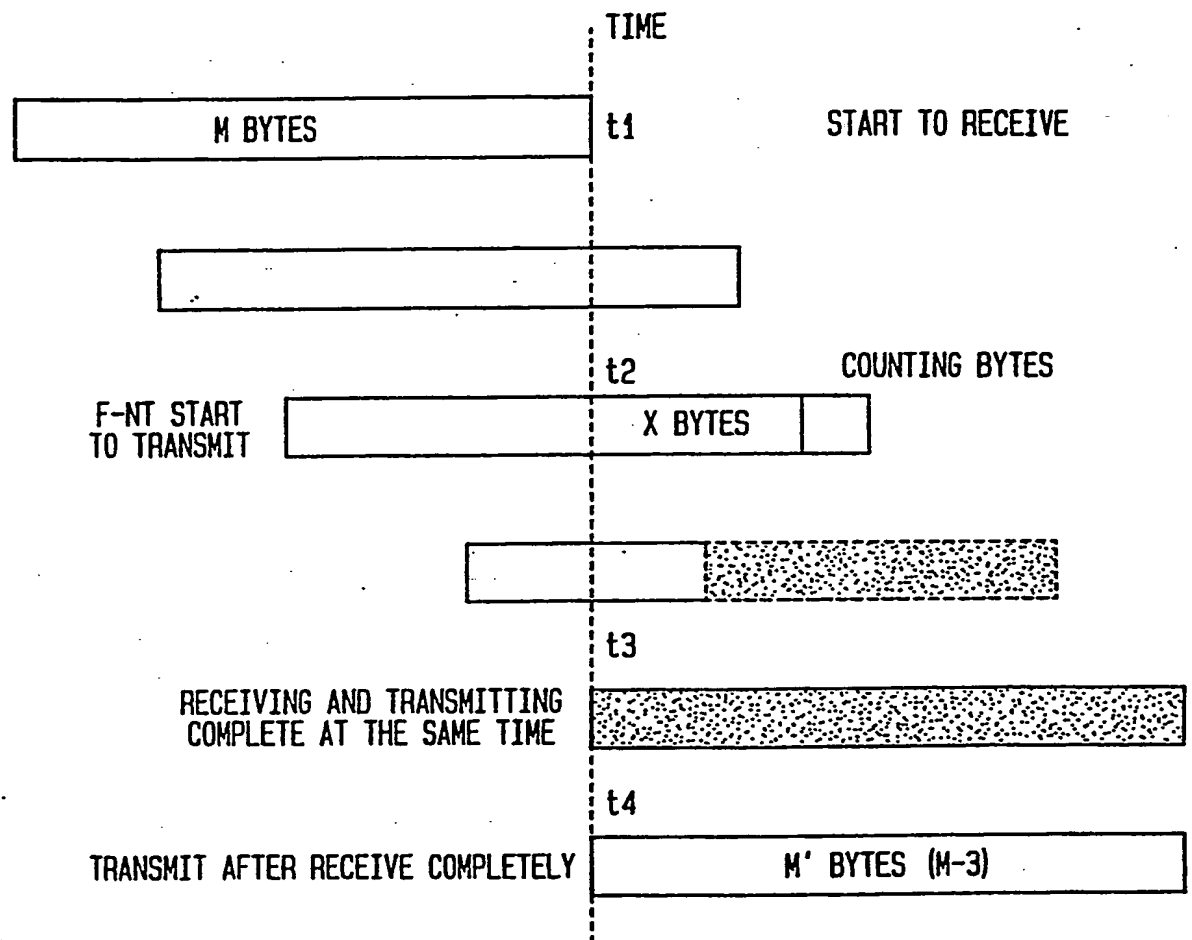 TIME
M BYTES
t1
START TO RECEIVE
t2
COUNTING BYTES
F-NT START
TO TRANSMIT
X BYTES
t3
RECEIVING AND TRANSMITTING
COMPLETE AT THE SAME TIME
t4
TRANSMIT AFTER RECEIVE COMPLETELY
M' BYTES (M-3)